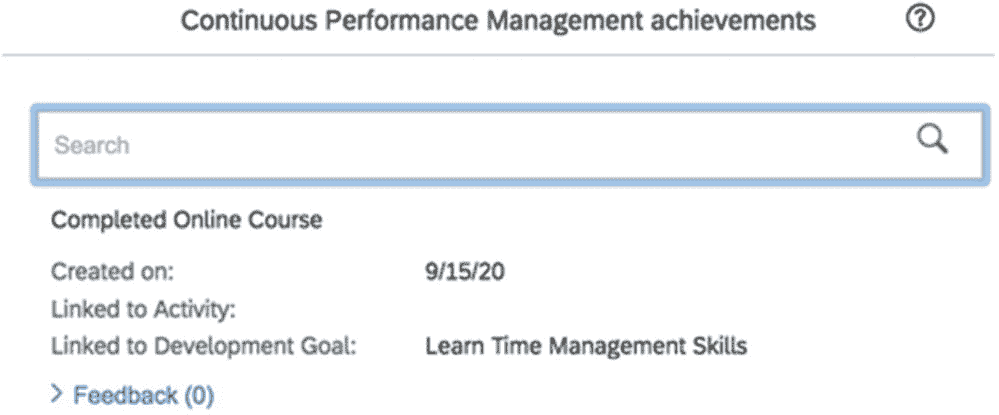 Continuous Performance Management achievements
Search
Completed Online Course
Created on: 9/15/20
Linked to Activity:
Linked to Development Goal: Learn Time Management Skills
Feedback (0)